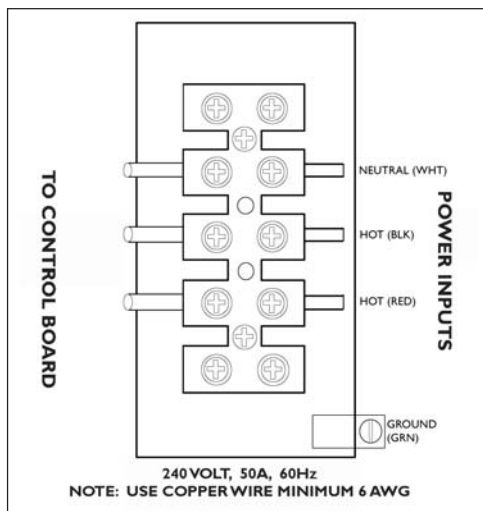 TO CONTROL BOARD
NEUTRAL (WHT)
HOT (BLK)
HOT (RED)
POWER INPUTS
GROUND
(GRN)
240 VOLT, 50A, 60Hz
NOTE: USE COPPER WIRE MINIMUM 6 AWG